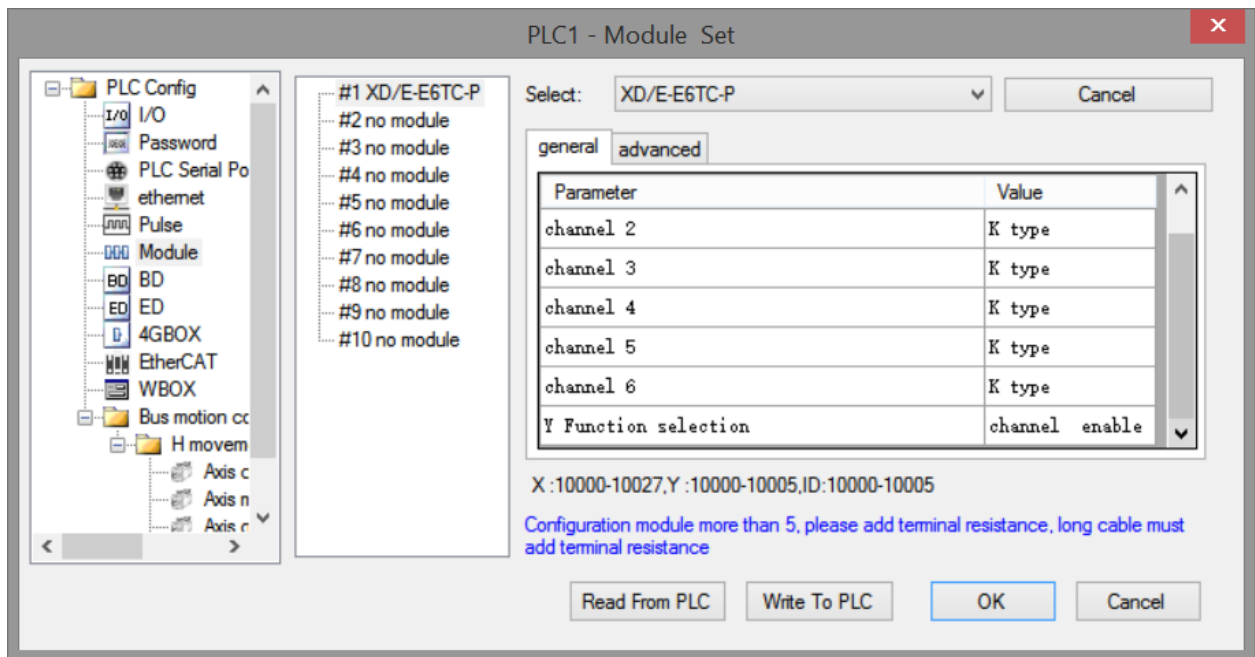 PLC1 - Module Set
PLC Config
I/O I/O
Password
PLC Serial Po
ethernet
Pulse
Module
BD BD
ED ED
4GBOX
EtherCAT
WBOX
Bus motion cc
H movem
Axis c
Axis n
Axis c
#1 XD/E-E6TC-P
#2 no module
#3 no module
#4 no module
#5 no module
#6 no module
#7 no module
#8 no module
#9 no module
#10 no module
Select: XD/E-E6TC-P Cancel
general advanced
Parameter Value
channel 2 K type
channel 3 K type
channel 4 K type
channel 5 K type
channel 6 K type
Y Function selection channel enable
X :10000-10027,Y :10000-10005,ID:10000-10005
Configuration module more than 5, please add terminal resistance, long cable must
add terminal resistance
Read From PLC Write To PLC OK Cancel